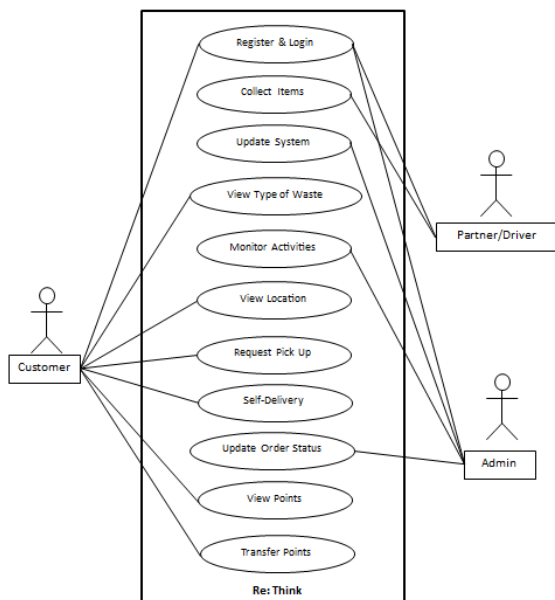 Register & Login
Collect Items
Update System
View Type of Waste
Partner/Driver
Monitor Activities
View Location
Request Pick Up
Customer
Self-Delivery
Update Order Status
Admin
View Points
Transfer Points
Re: Think